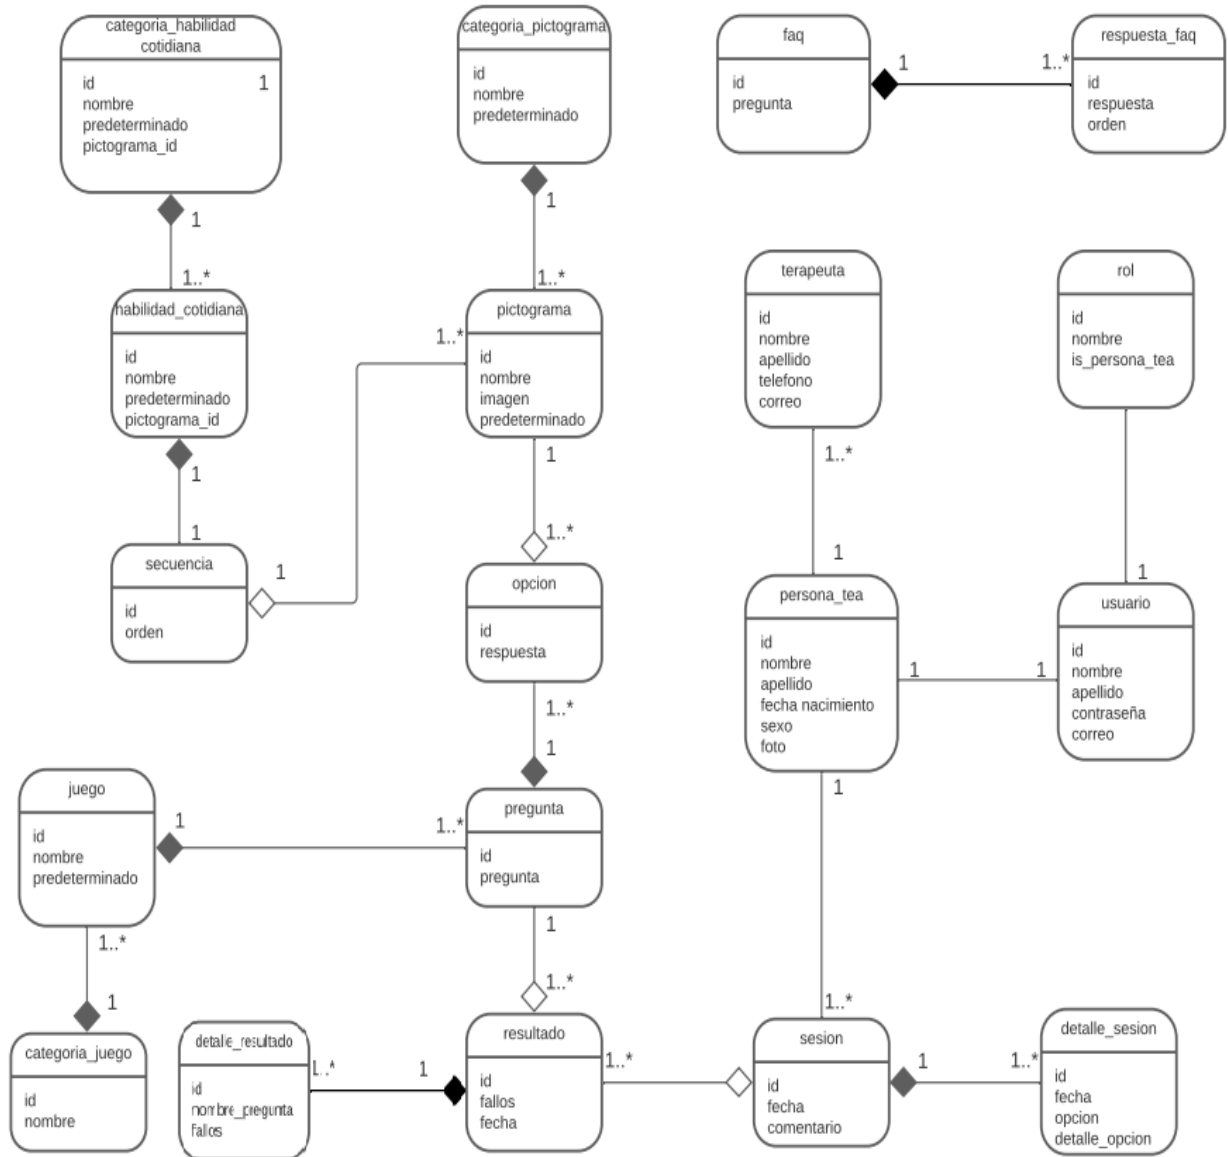 categoria_habilidad
cotidiana
id
1
nombre
predeterminado
pictograma_id
1
1..*
habilidad_cotidiana
id
nombre
predeterminado
pictograma_id
1
1
secuencia
id
orden
1
1..*
categoria_pictograma
id
nombre
predeterminado
1
1..*
pictograma
id
nombre
imagen
predeterminado
1
1..*
opcion
id
respuesta
1..*
1
pregunta
id
pregunta
1
1..*
juego
id
nombre
predeterminado
1
1..*
1..*
1
categoria_juego
id
nombre
detalle_resultado
id
nombre_pregunta
fallos
1..*
1
resultado
id
fallos
fecha
1..*
faq
id
pregunta
1
1..*
respuesta_faq
id
respuesta
orden
terapeuta
id
nombre
apellido
telefono
correo
1..*
1
persona_tea
id
nombre
apellido
fecha nacimiento
sexo
foto
1
1
rol
id
nombre
is_persona_tea
1
usuario
id
nombre
apellido
contraseña
correo
1
1..*
sesion
id
fecha
comentario
1
1..*
detalle_sesion
id
fecha
opcion
detalle_opcion